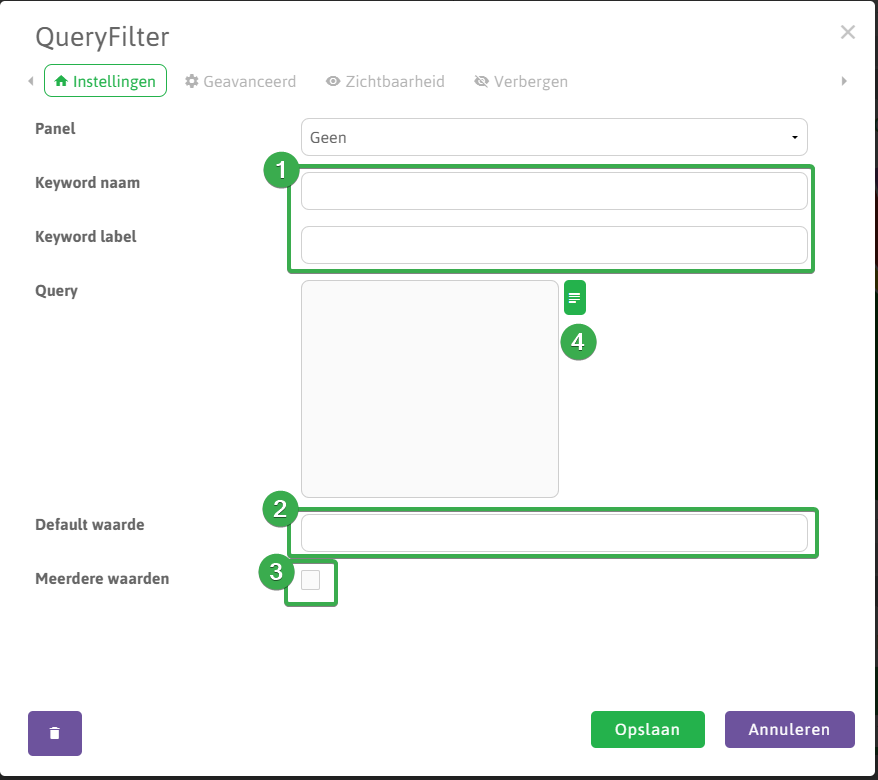 QueryFilter
Instellingen Geavanceerd Zichtbaarheid Verbergen
Panel
Geen
1
Keyword naam
Keyword label
Query
4
2
Default waarde
3
Meerdere waarden
Opslaan Annuleren